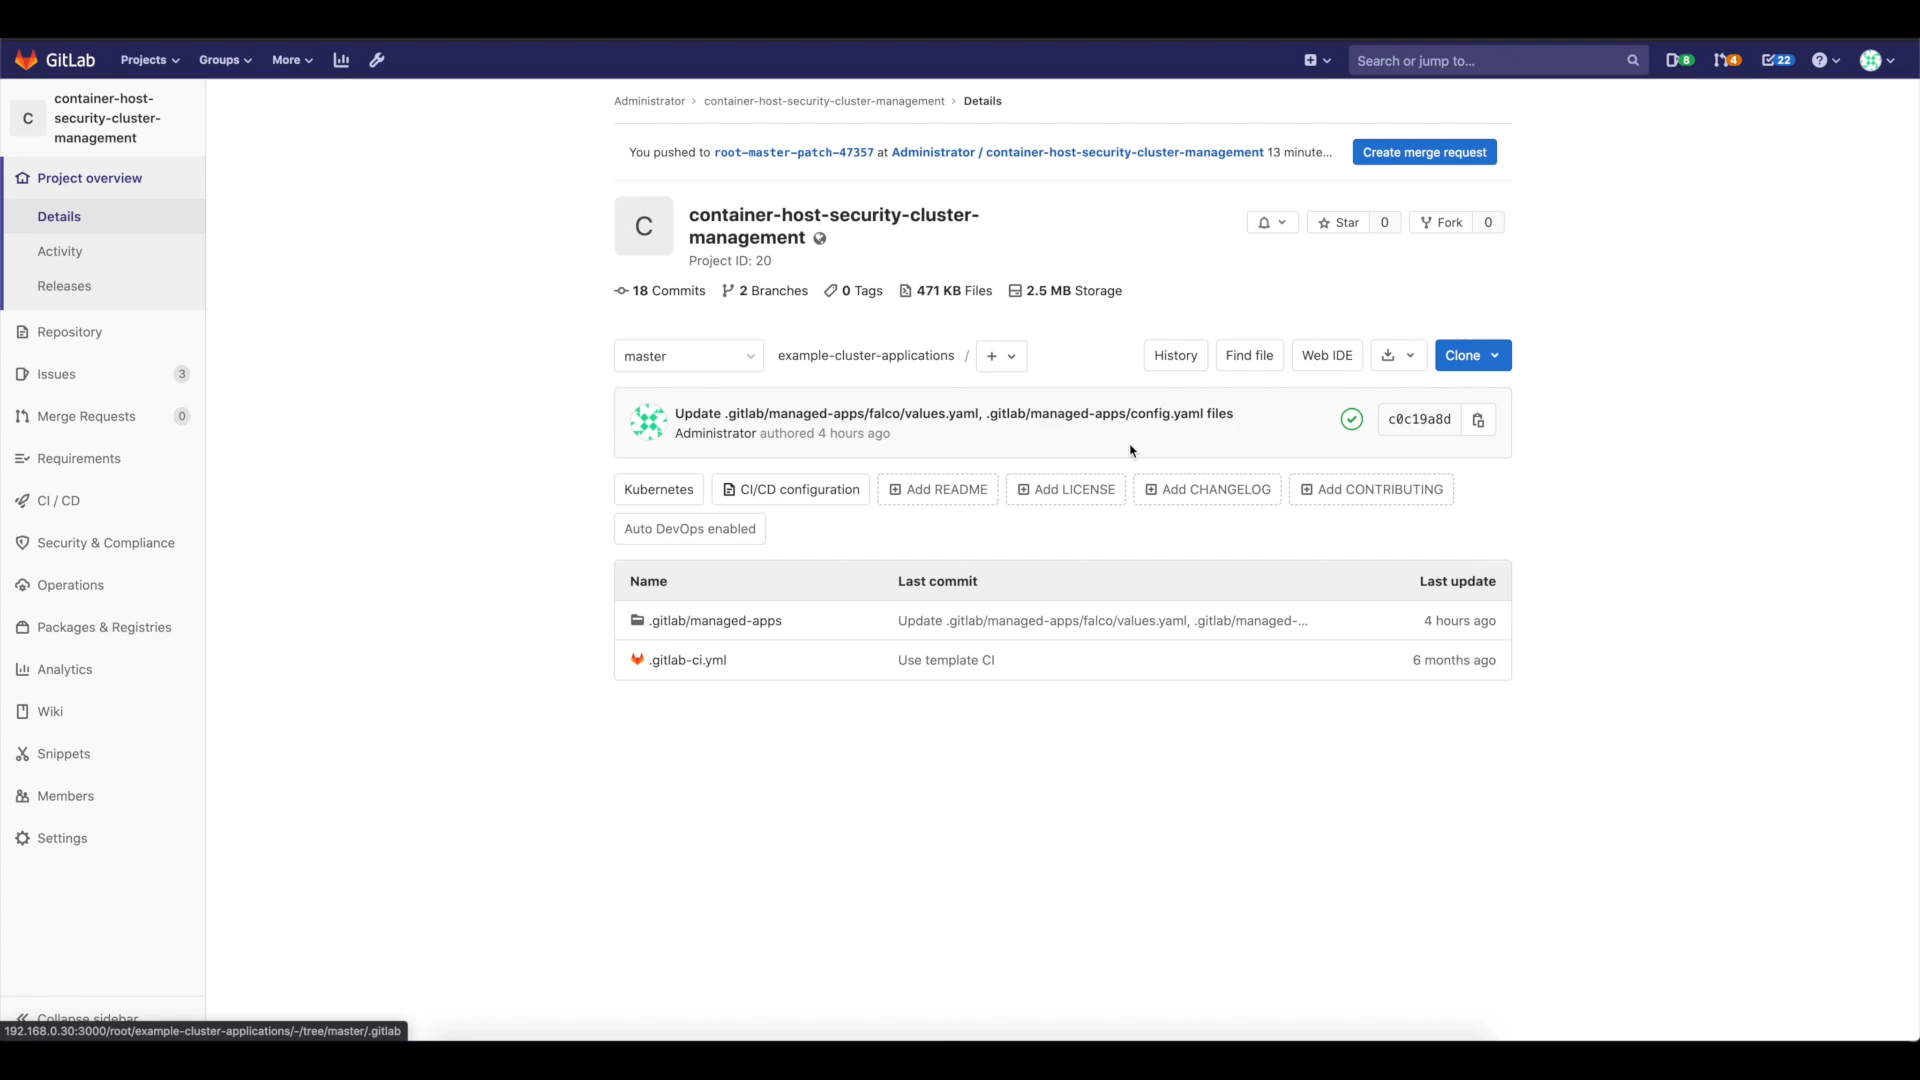 GitLab Projects Groups More Search or jump to... 8 4 22
C container-host-security-cluster-management
Project overview
Details
Activity
Releases
Repository
Issues 3
Merge Requests 0
Requirements
CI / CD
Security & Compliance
Operations
Packages & Registries
Analytics
Wiki
Snippets
Members
Settings
Collapse sidebar
192.168.0.30:3000/root/example-cluster-applications/-/tree/master/.gitlab
Administrator > container-host-security-cluster-management > Details
You pushed to root-master-patch-47357 at Administrator / container-host-security-cluster-management 13 minute... Create merge request
C
container-host-security-cluster-
management
Project ID: 20
Star 0 Fork 0
18 Commits 2 Branches 0 Tags 471 KB Files 2.5 MB Storage
master example-cluster-applications / + History Find file Web IDE Clone
Update .gitlab/managed-apps/falco/values.yaml, .gitlab/managed-apps/config.yaml files
Administrator authored 4 hours ago
c0c19a8d
Kubernetes CI/CD configuration Add README Add LICENSE Add CHANGELOG Add CONTRIBUTING
Auto DevOps enabled
Name Last commit Last update
.gitlab/managed-apps Update .gitlab/managed-apps/falco/values.yaml, .gitlab/managed-... 4 hours ago
.gitlab-ci.yml Use template CI 6 months ago